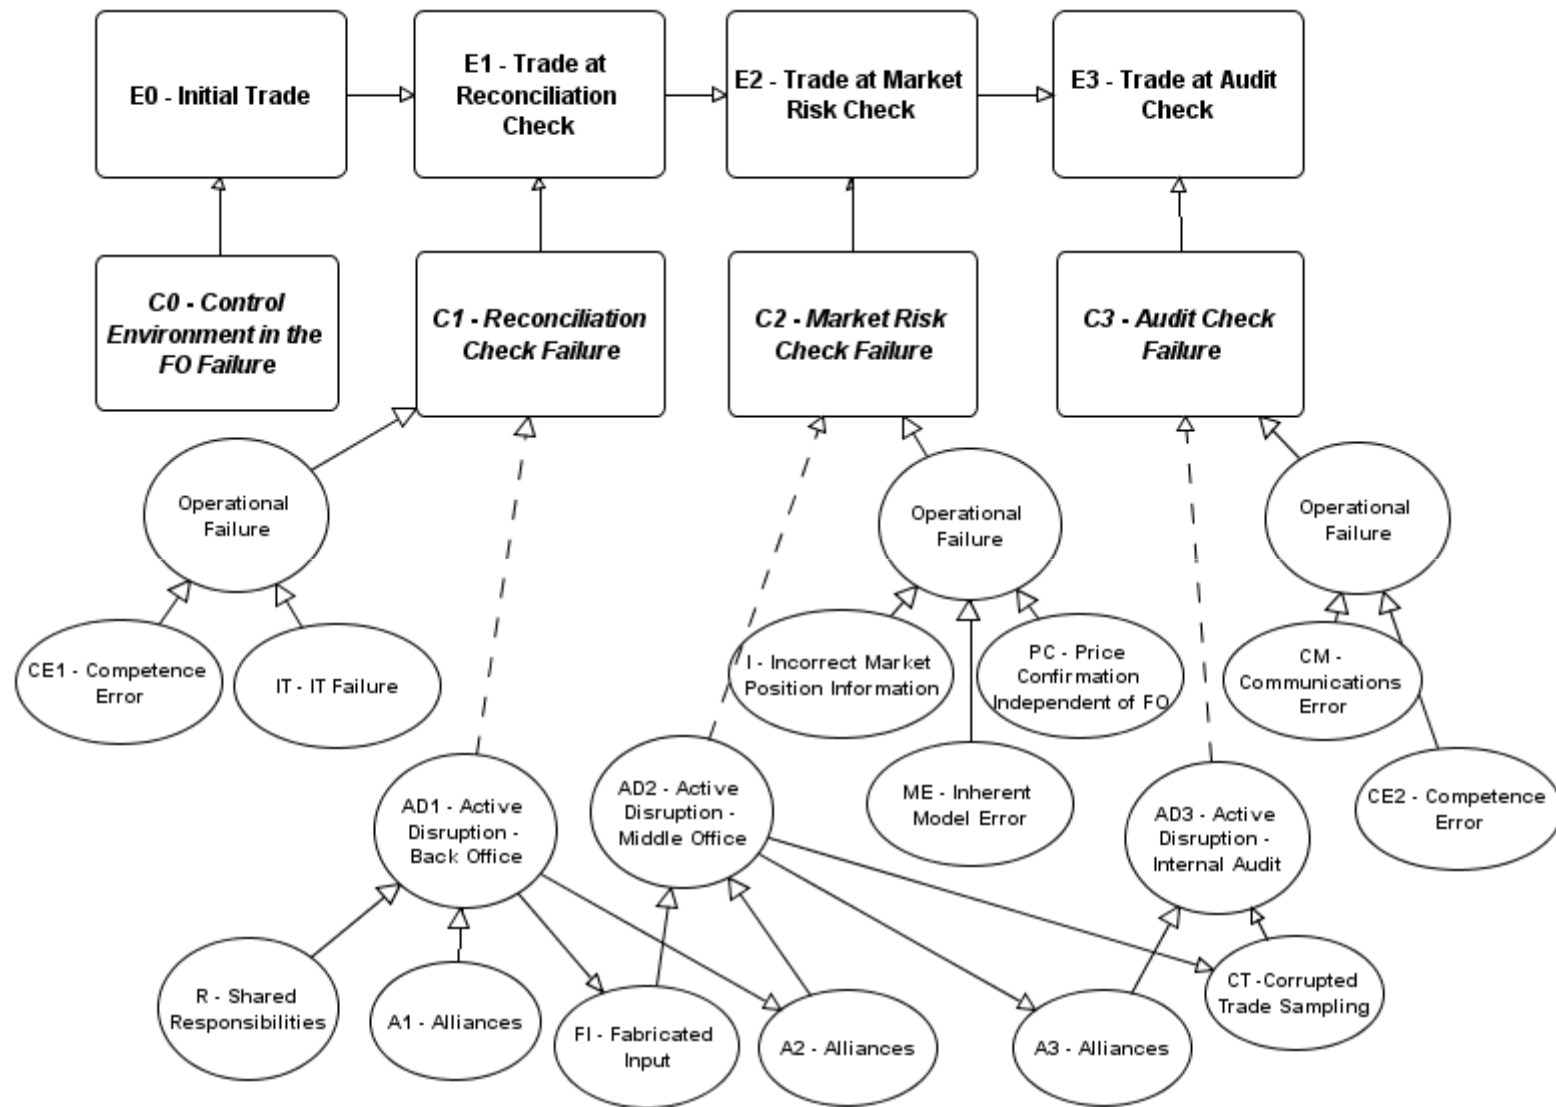 E0 - Initial Trade
E1 - Trade at
Reconciliation
Check
E2 - Trade at Market
Risk Check
E3 - Trade at Audit
Check
C0 - Control
Environment in the
FO Failure
C1 - Reconciliation
Check Failure
C2 - Market Risk
Check Failure
C3 - Audit Check
Failure
Operational
Failure
Operational
Failure
Operational
Failure
CE1 - Competence
Error
IT - IT Failure
I - Incorrect Market
Position Information
PC - Price
Confirmation
Independent of FO
CM -
Communications
Error
AD1 - Active
Disruption -
Back Office
AD2 - Active
Disruption -
Middle Office
ME - Inherent
Model Error
AD3 - Active
Disruption -
Internal Audit
CE2 - Competence
Error
R - Shared
Responsibilities
A1 - Alliances
FI - Fabricated
Input
A2 - Alliances
A3 - Alliances
CT -Corrupted
Trade Sampling